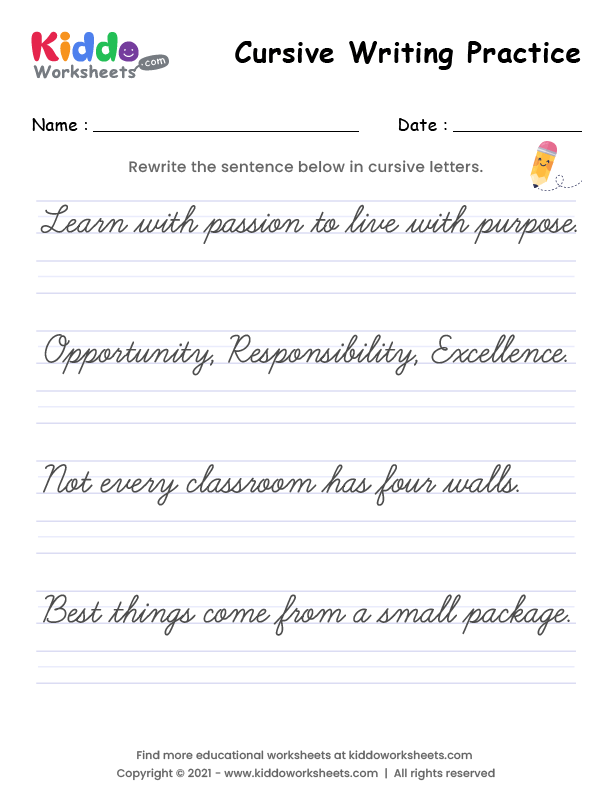 Kiddo
Worksheets.com
Cursive Writing Practice
Name :
Date :
Rewrite the sentence below in cursive letters.
Learn with passion to live with purpose.
Opportunity, Responsibility, Excellence.
Not every classroom has four walls.
Best things come from a small package.
Find more educational worksheets at kiddoworksheets.com
Copyright © 2021 - www.kiddoworksheets.com | All rights reserved